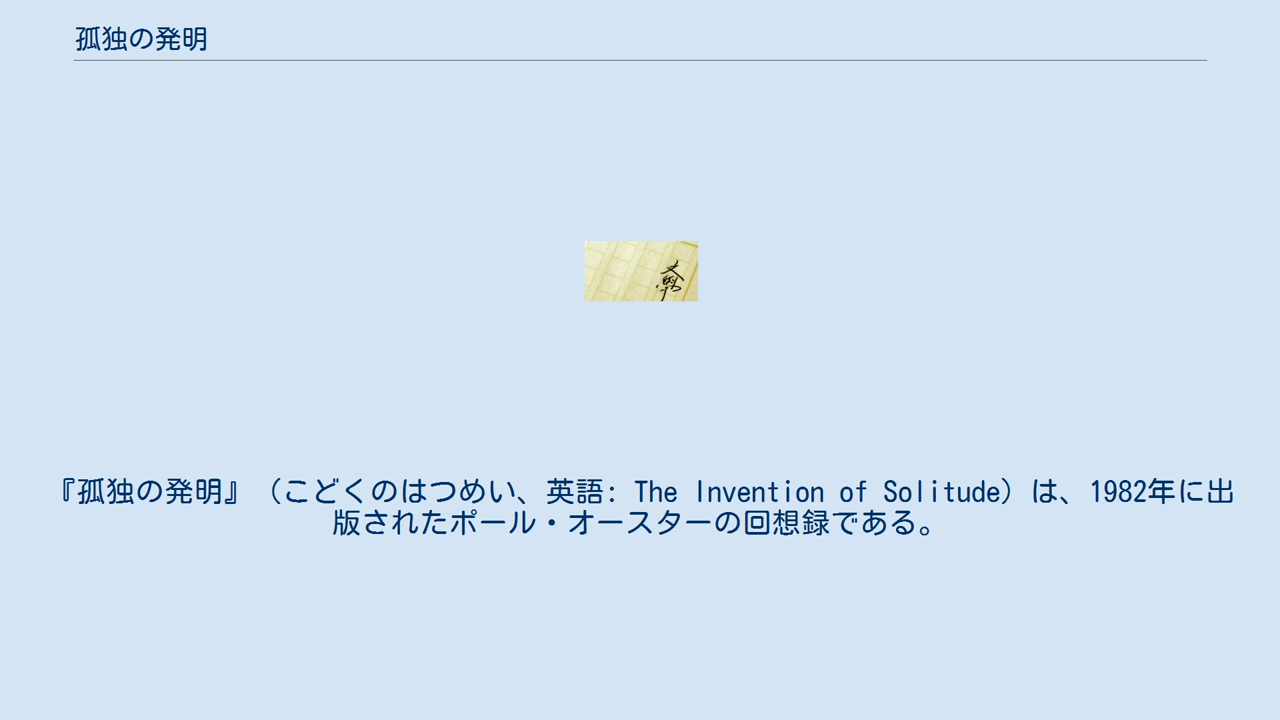 孤独の発明
『孤独の発明』（こどくのはつめい、英語: The Invention of Solitude）は、1982年に出
版されたポール・オースターの回想録である。